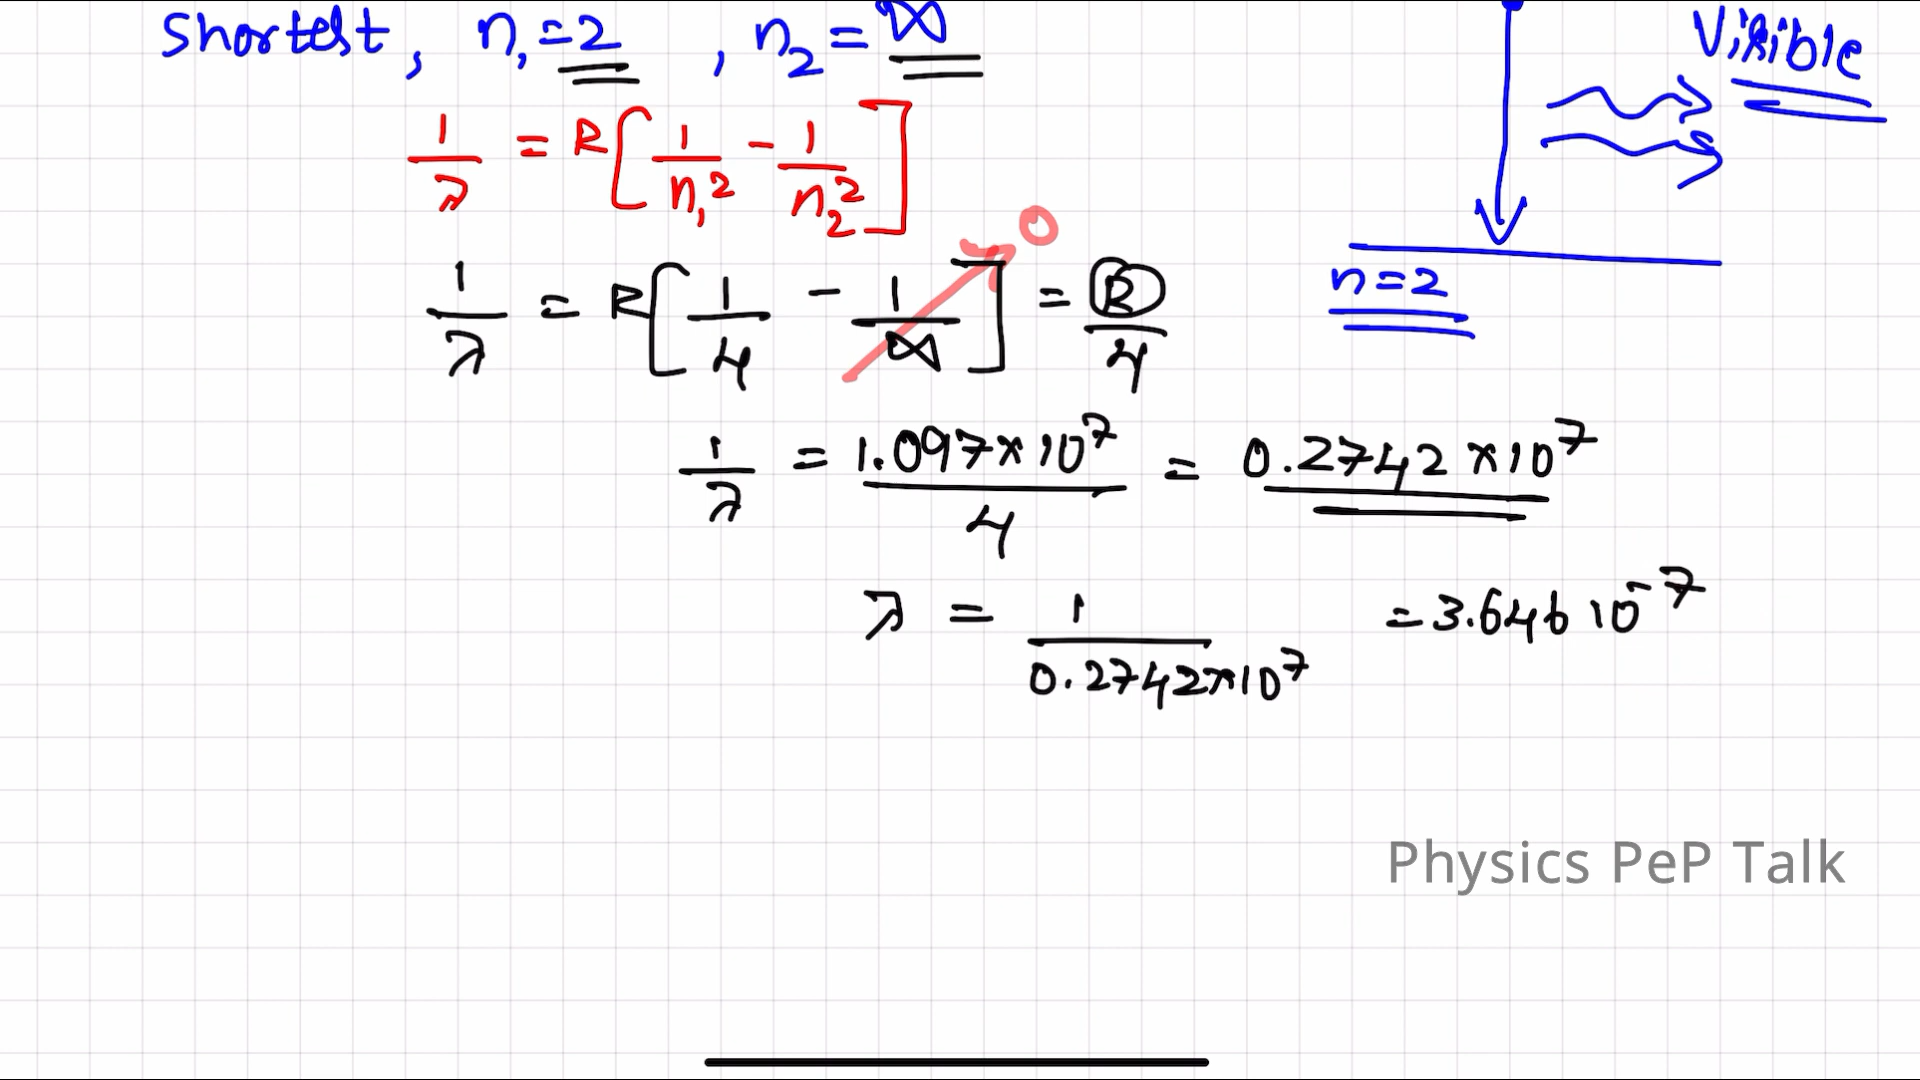 Shortest, n₁ = 2, n₂ = ∞
Visible
1/λ = R[1/n₁² - 1/n₂²]
0
1/λ = R[1/4 - 1/∞] = R/4
n=2
1/λ = 1.097×10⁷/4 = 0.2742 ×10⁷
λ = 1/0.2742×10⁷ = 3.646 10⁻⁷
Physics PeP Talk